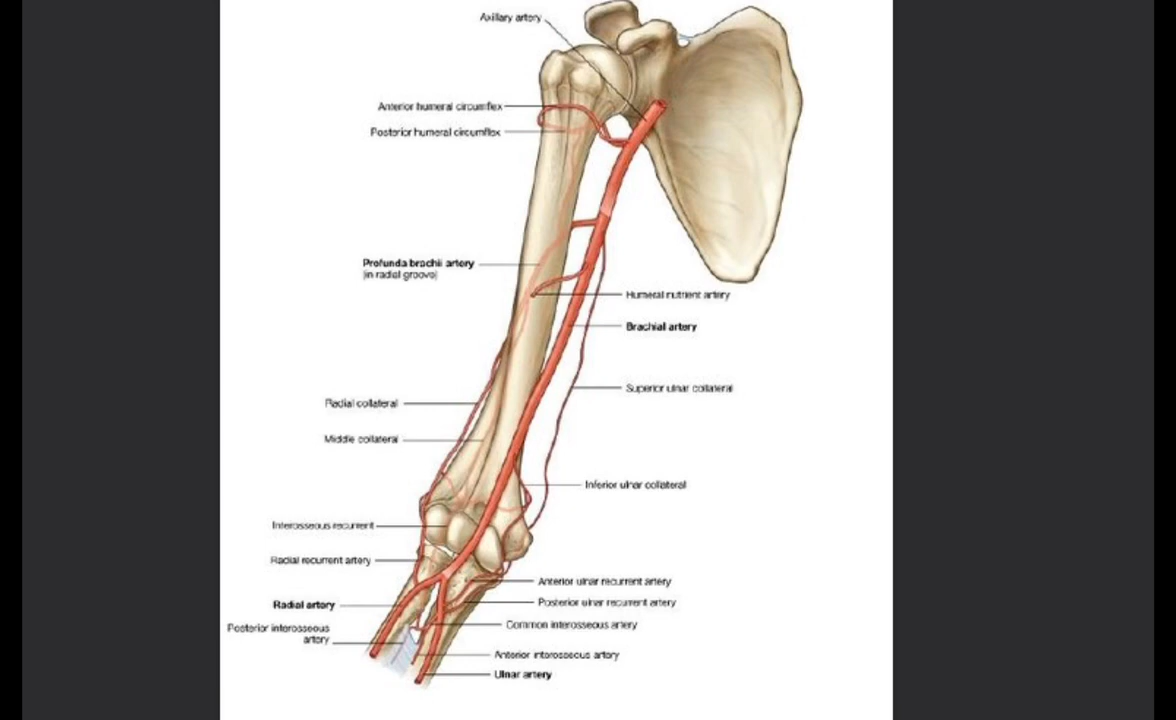 Axillary artery
Anterior humeral circumflex
Posterior humeral circumflex
Profunda brachii artery
(in radial groove)
Humeral nutrient artery
Brachial artery
Superior ulnar collateral
Radial collateral
Middle collateral
Inferior ulnar collateral
Interosseous recurrent
Radial recurrent artery
Anterior ulnar recurrent artery
Posterior ulnar recurrent artery
Radial artery
Common interosseous artery
Posterior interosseous
artery
Anterior interosseous artery
Ulnar artery